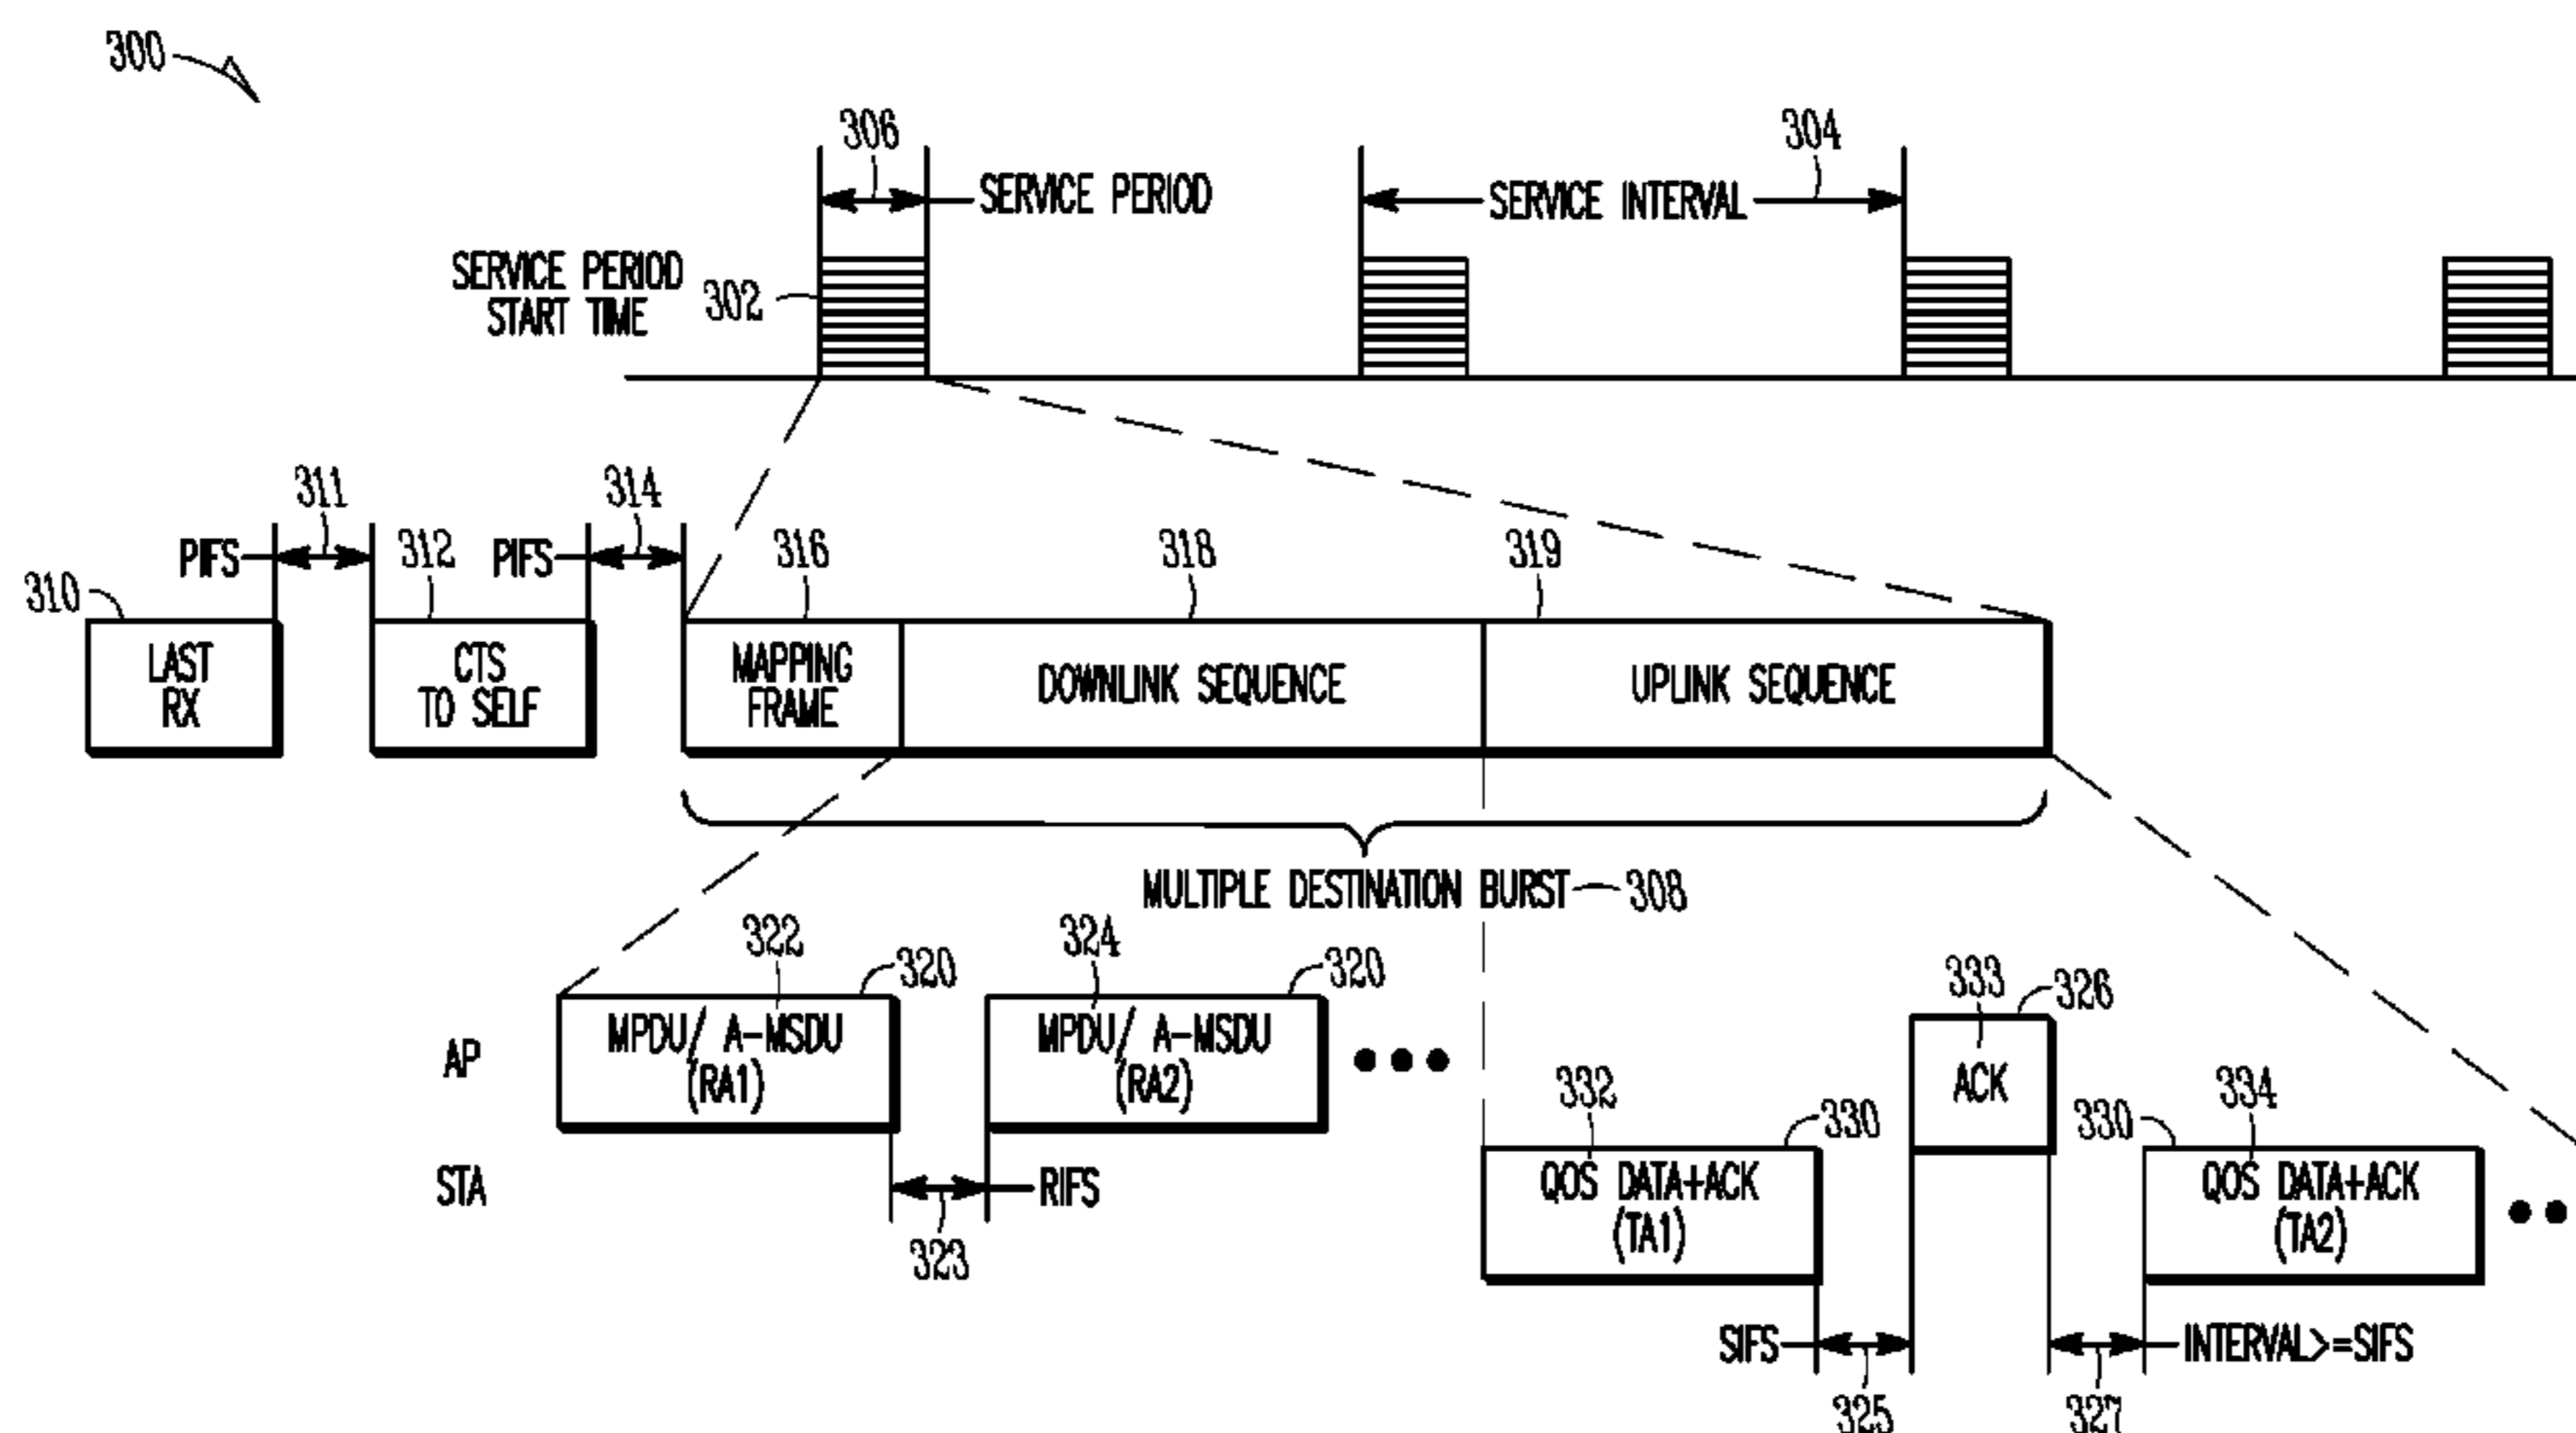 300
306
304
SERVICE PERIOD
SERVICE INTERVAL
SERVICE PERIOD
START TIME
302
311
314
PIFS
312
PIFS
316
318
319
310
LAST
RX
CTS
TO SELF
MAPPING
FRAME
DOWNLINK SEQUENCE
UPLINK SEQUENCE
MULTIPLE DESTINATION BURST
308
322
320
324
320
333
326
AP
MPDU/ A-MSDU
(RA1)
MPDU/ A-MSDU
(RA2)
ACK
332
330
330
334
STA
RIFS
323
QOS DATA+ACK
(TA1)
QOS DATA+ACK
(TA2)
SIFS
INTERVAL>=SIFS
325
327